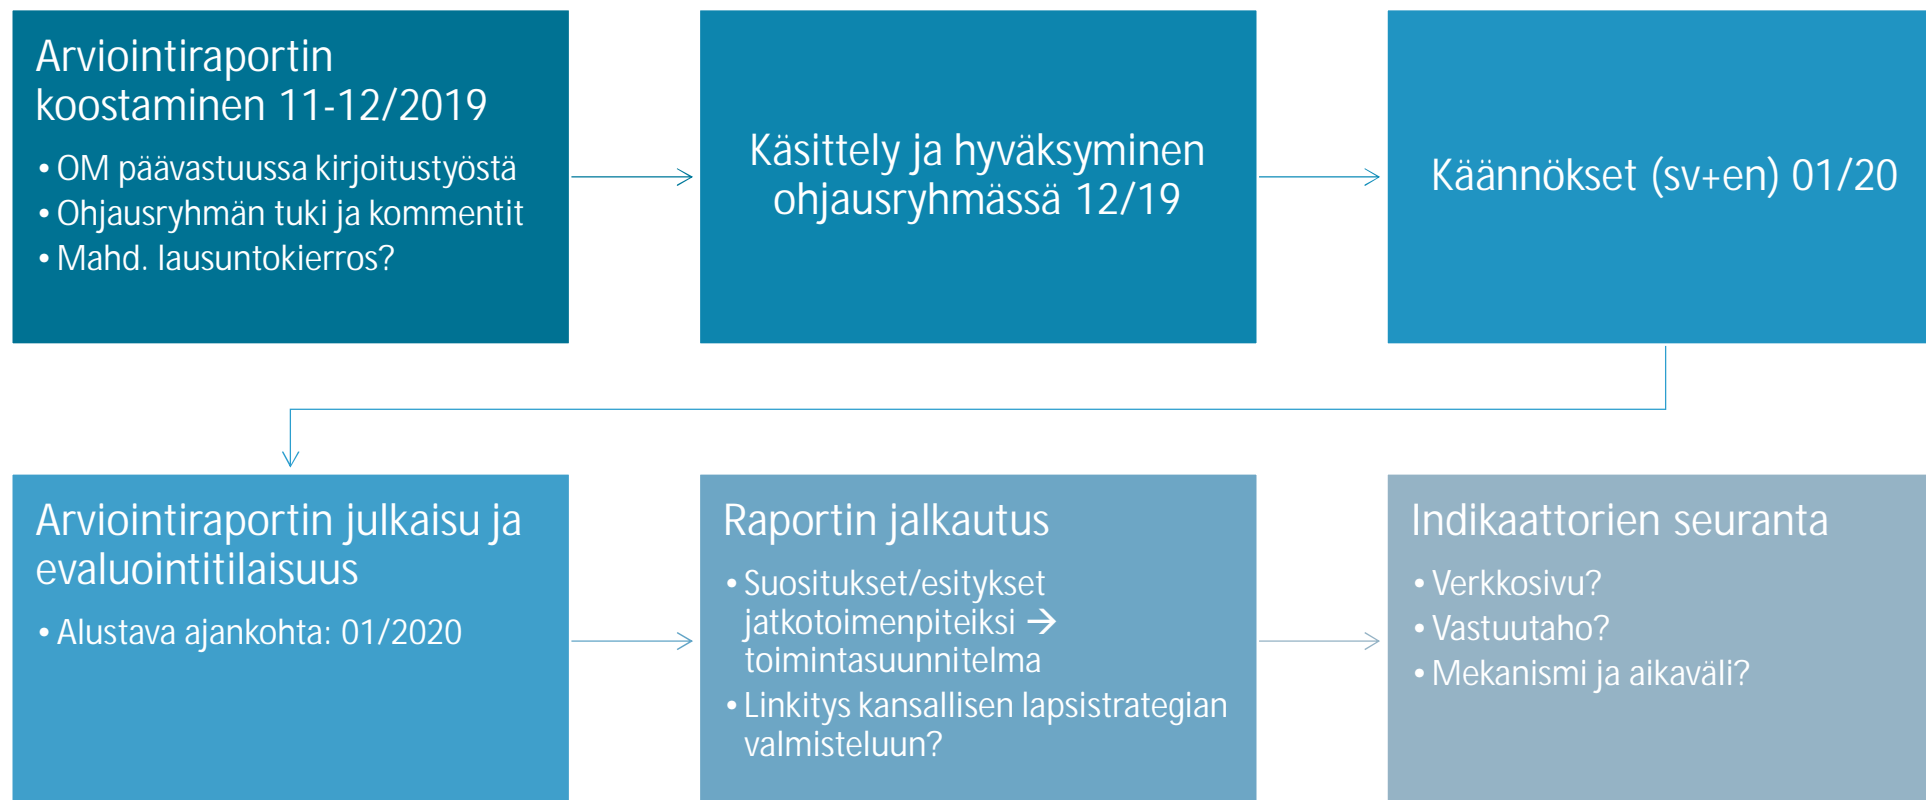 Arviointiraportin
koostaminen 11-12/2019
• OM päävastuussa kirjoitustyöstä
• Ohjausryhmän tuki ja kommentit
• Mahd. lausuntokierros?
Käsittely ja hyväksyminen
ohjausryhmässä 12/19
Käännökset (sv+en) 01/20
Arviointiraportin julkaisu ja
evaluointitilaisuus
• Alustava ajankohta: 01/2020
Raportin jalkautus
• Suositukset/esitykset
jatkotoimenpiteiksi →
toimintasuunnitelma
• Linkitys kansallisen lapsistrategian
valmisteluun?
Indikaattorien seuranta
• Verkkosivu?
• Vastuutaho?
• Mekanismi ja aikaväli?